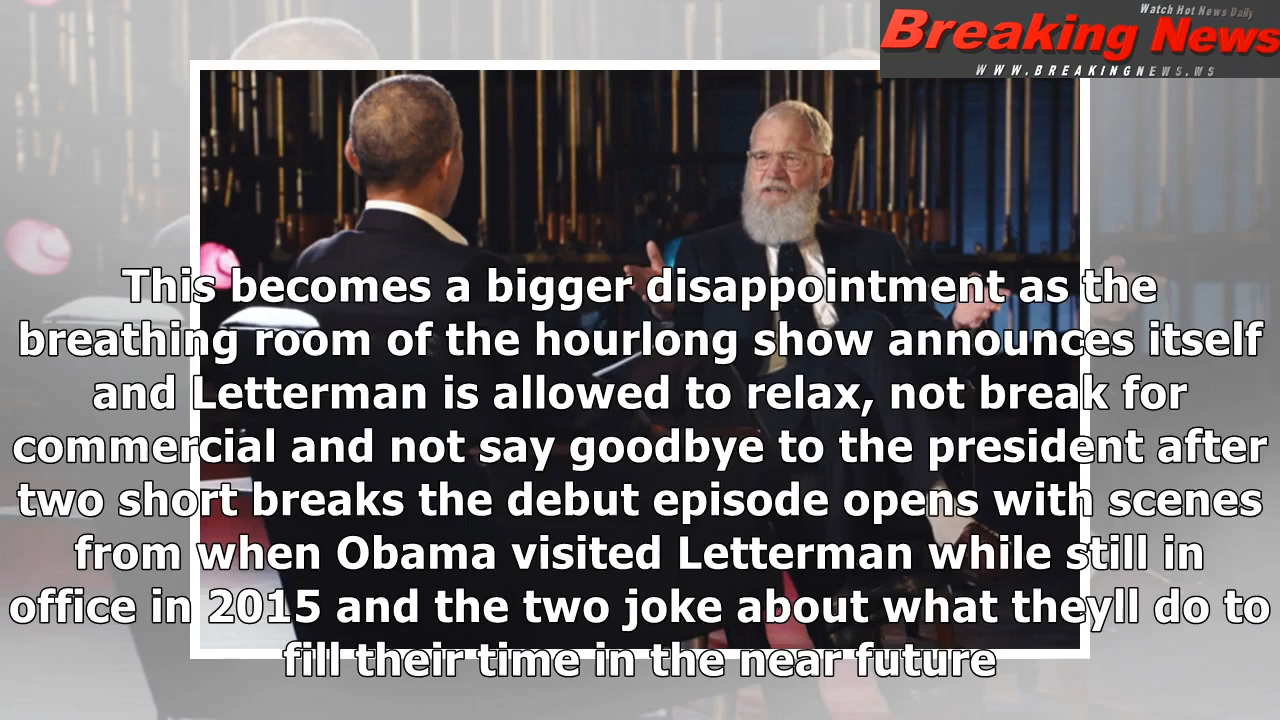 Watch Hot News Daily
Breaking News
WWW.BREAKINGNEWS.WS
This becomes a bigger disappointment as the
breathing room of the hourlong show announces itself
and Letterman is allowed to relax, not break for
commercial and not say goodbye to the president after
two short breaks the debut episode opens with scenes
from when Obama visited Letterman while still in
office in 2015 and the two joke about what theyll do to
fill their time in the near future